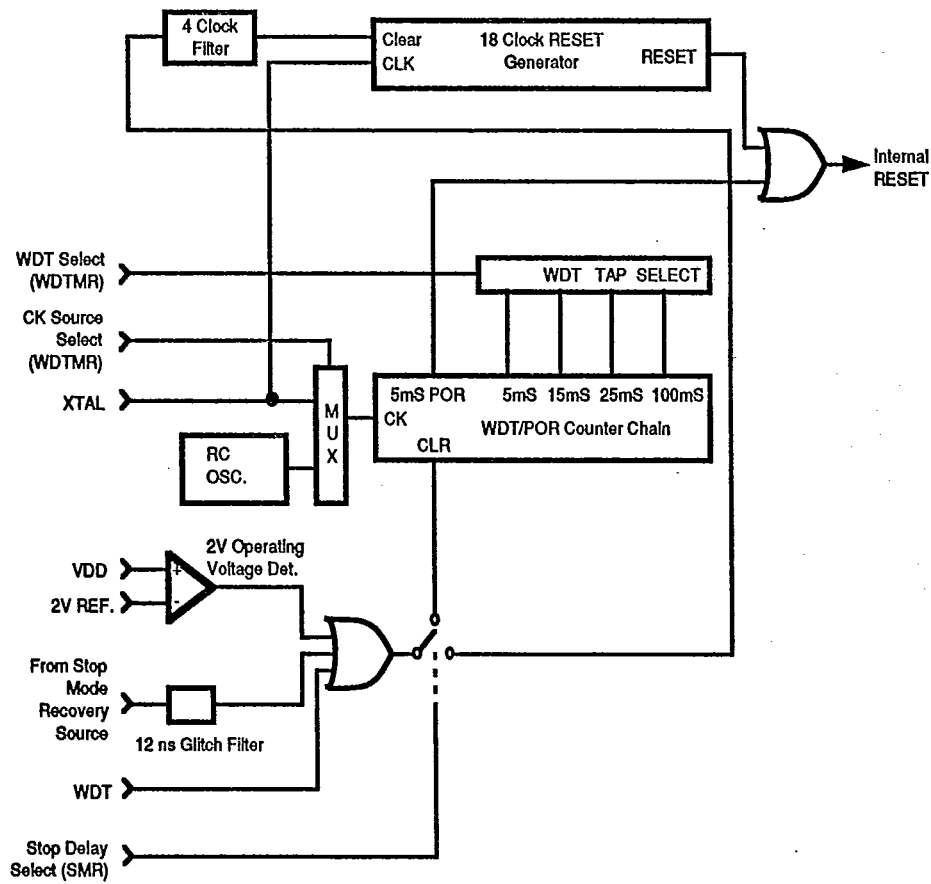 4 Clock
Filter
Clear
18 Clock RESET
Generator
RESET
CLK
Internal
RESET
WDT Select
(WDTMR)
WDT TAP SELECT
CK Source
Select
(WDTMR)
XTAL
MUX
5mS POR 5mS 15mS 25mS 100mS
CK
WDT/POR Counter Chain
CLR
RC
OSC.
2V Operating
Voltage Det.
VDD
+
2V REF.
-
From Stop
Mode
Recovery
Source
12 ns Glitch Filter
WDT
Stop Delay
Select (SMR)